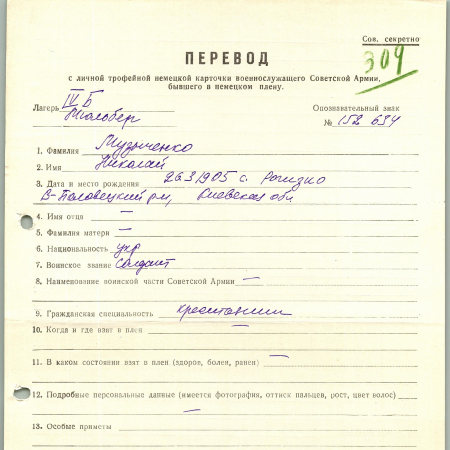 Сов. секретно
309
ПЕРЕВОД
с личной трофейной немецкой карточки военнослужащего Советской Армии,
бывшего в немецком плену.
Лагерь IV Б
Опознавательный знак
Мюлберг
№ 152 634
1. Фамилия Музыченко
2. Имя Николай
3. Дата и место рождения 26.3.1905 с.
В-Половецкий р-н, Киевская обл
4. Имя отца —
5. Фамилия матери —
6. Национальность укр
7. Воинское звание Солдат
8. Наименование воинской части Советской Армии —
9. Гражданская специальность крестьянин
10. Когда и где взят в плен —
11. В каком состоянии взят в плен (здоров, болен, ранен) —
12. Подробные персональные данные (имеется фотография, оттиск пальцев, рост, цвет волос)
—
13. Особые приметы